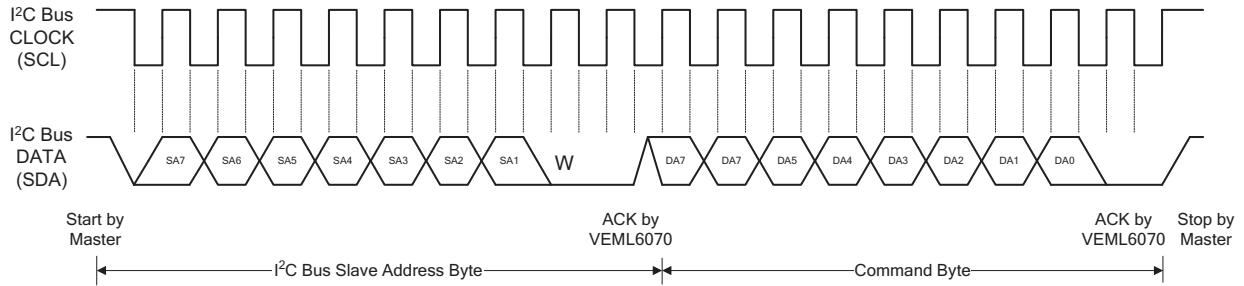 I²C Bus
CLOCK
(SCL)
I²C Bus
DATA
(SDA)
SA7 SA6 SA5 SA4 SA3 SA2 SA1 W DA7 DA7 DA5 DA4 DA3 DA2 DA1 DA0
Start by
Master
ACK by
VEML6070
ACK by
VEML6070
Stop by
Master
I²C Bus Slave Address Byte
Command Byte